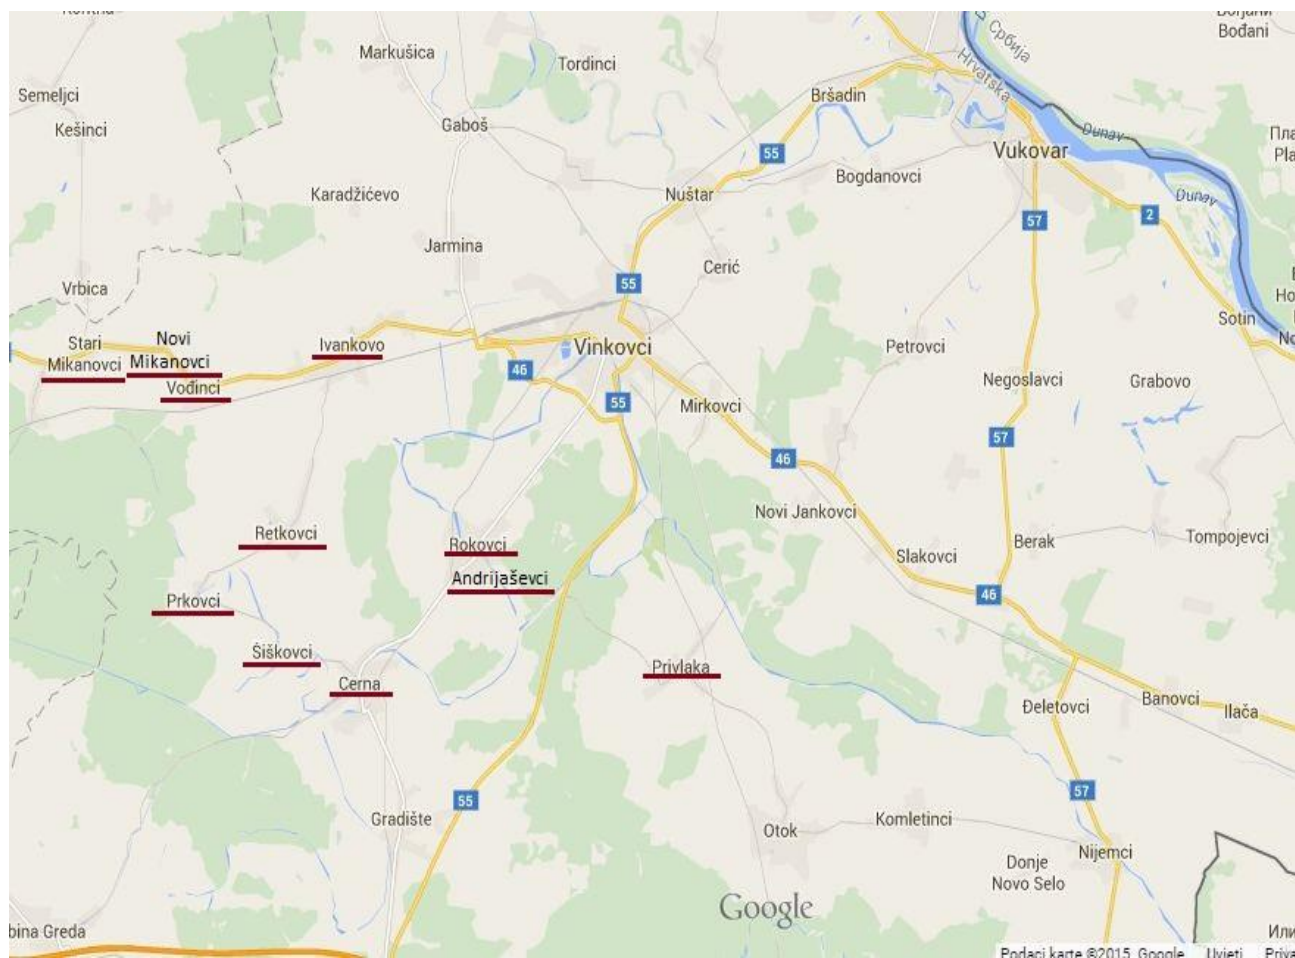 Markušica
Tordinci
Србија
Hrvatska
Bođani
Semeljci
Bršadin
Kešinci
Gaboš
Dunav
55
Vukovar
Bogdanovci
Karadžićevo
Nuštar
Dunav
57
2
Jarmina
Cerić
55
Vrbica
Sotin
Stari
Mikanovci
Novi
Mikanovci
Ivankovo
Vinkovci
Petrovci
46
Vođinci
Negoslavci
Grabovo
55
Mirkovci
57
46
Novi Jankovci
Retkovci
Rokovci
Andrijaševci
Slakovci
Berak
Tompojevci
46
Prkovci
Šiškovci
Cerna
Privlaka
Đeletovci
Banovci
Ilača
55
57
Gradište
Otok
Komletinci
Nijemci
Donje
Novo Selo
Google
bina Greda
Podaci karte ©2015 Google Uvjeti